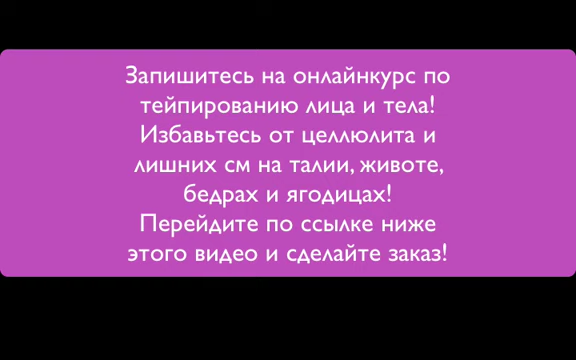 Запишитесь на онлайнкурс по
тейпированию лица и тела!
Избавьтесь от целлюлита и
лишних см на талии, животе,
бедрах и ягодицах!
Перейдите по ссылке ниже
этого видео и сделайте заказ!